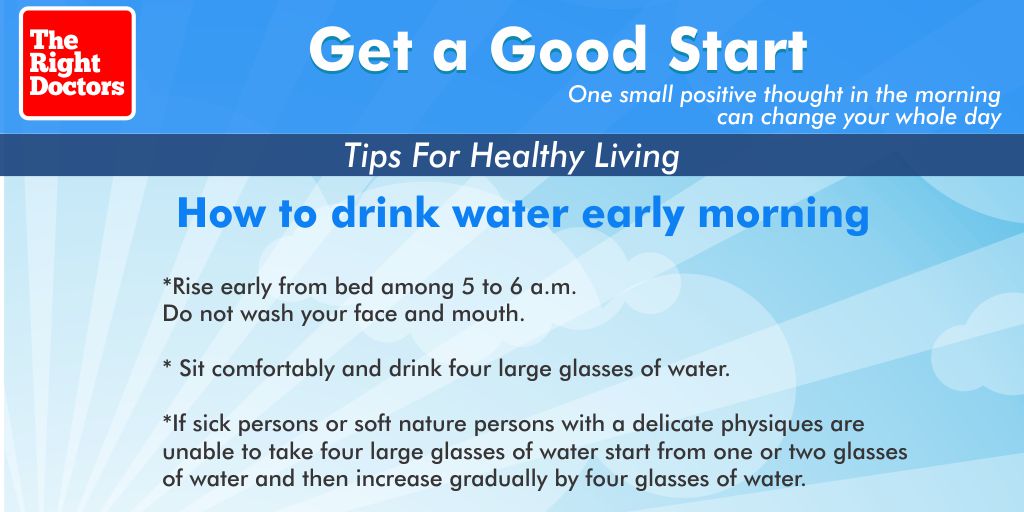 The
Right
Doctors
Get a Good Start
One small positive thought in the morning
can change your whole day
Tips For Healthy Living
How to drink water early morning
*Rise early from bed among 5 to 6 a.m.
Do not wash your face and mouth.
* Sit comfortably and drink four large glasses of water.
*If sick persons or soft nature persons with a delicate physiques are
unable to take four large glasses of water start from one or two glasses
of water and then increase gradually by four glasses of water.